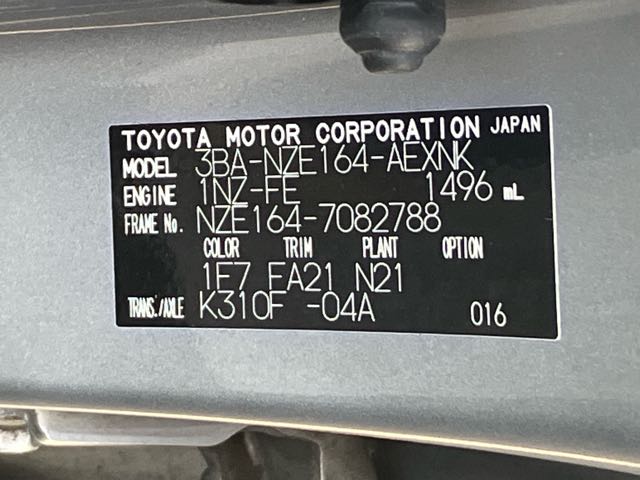 TOYOTA MOTOR CORPORATION JAPAN
MODEL 3BA-NZE164-AEXNK
ENGINE 1NZ-FE 1496 mL
FRAME No. NZE164-7082788
COLOR TRIM PLANT OPTION
1F7 FA21 N21
TRANS./AXLE K310F -04A 016